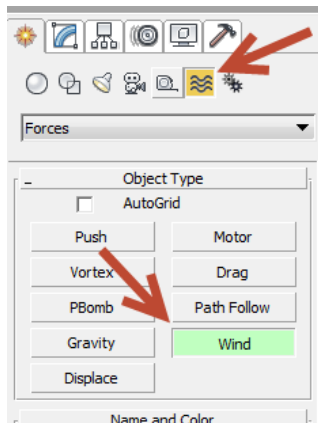 Forces
Object Type
AutoGrid
Push Motor
Vortex Drag
PBomb Path Follow
Gravity Wind
Displace
Name and Color